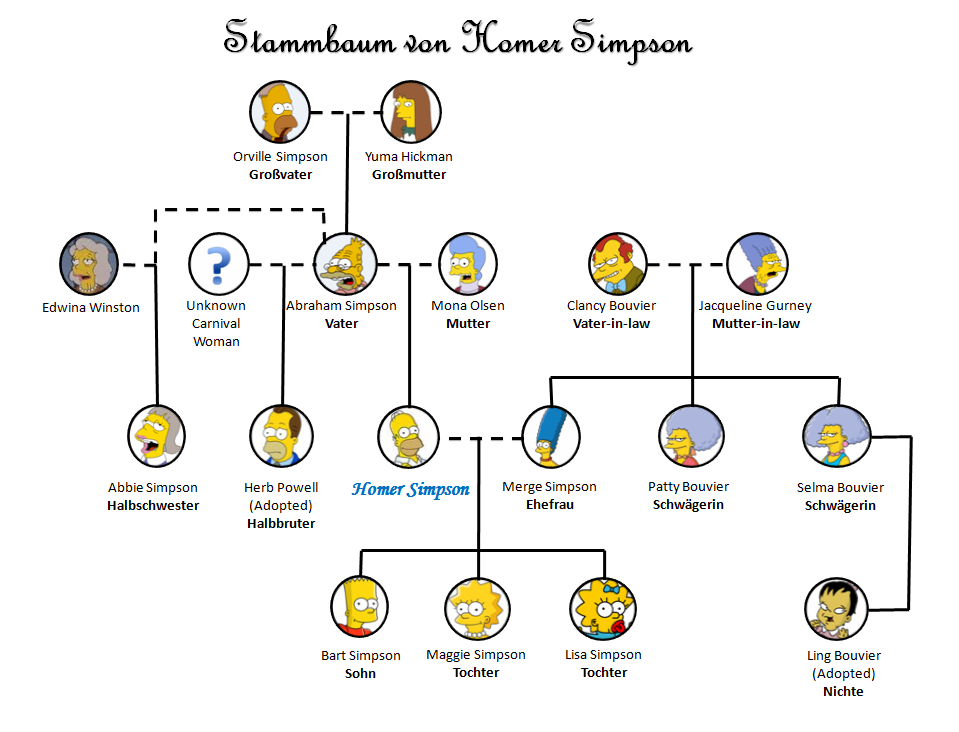 Stammbaum von Homer Simpson
Orville Simpson
Großvater
Yuma Hickman
Großmutter
?
Edwina Winston
Unknown
Carnival
Woman
Abraham Simpson
Vater
Mona Olsen
Mutter
Clancy Bouvier
Vater-in-law
Jacqueline Gurney
Mutter-in-law
Abbie Simpson
Halbschwester
Herb Powell
(Adopted)
Halbbruter
Homer Simpson
Merge Simpson
Ehefrau
Patty Bouvier
Schwägerin
Selma Bouvier
Schwägerin
Bart Simpson
Sohn
Maggie Simpson
Tochter
Lisa Simpson
Tochter
Ling Bouvier
(Adopted)
Nichte